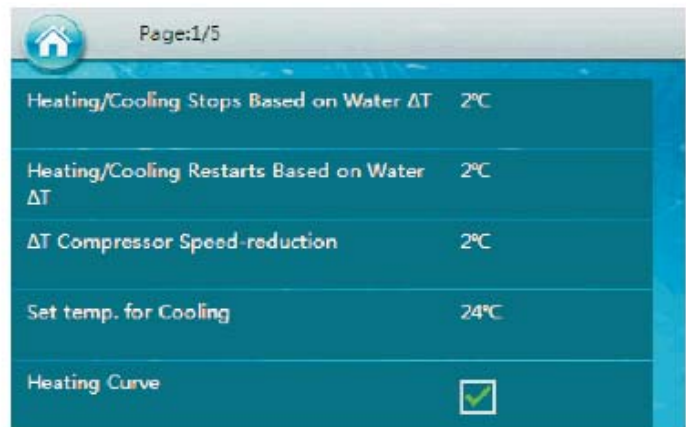 Page:1/5
Heating/Cooling Stops Based on Water ΔT 2℃
Heating/Cooling Restarts Based on Water 2℃
ΔT
ΔT Compressor Speed-reduction 2℃
Set temp. for Cooling 24℃
Heating Curve